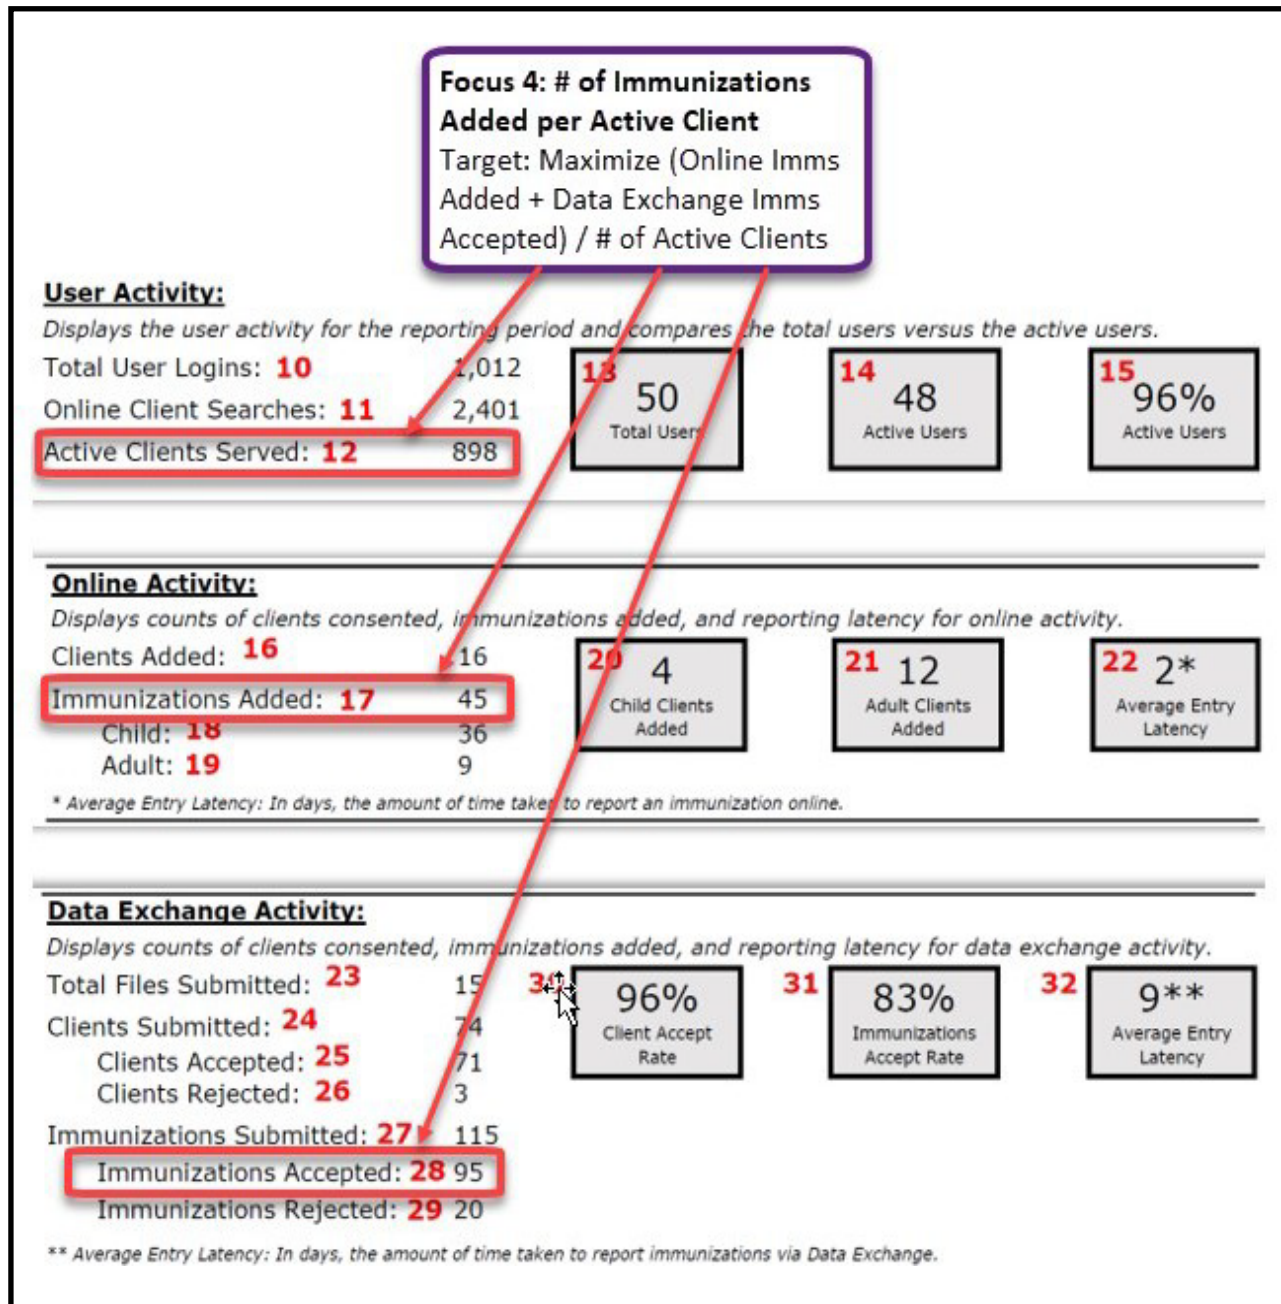 Focus 4: # of Immunizations
Added per Active Client
Target: Maximize (Online Imms
Added + Data Exchange Imms
Accepted) / # of Active Clients
User Activity:
Displays the user activity for the reporting period and compares the total users versus the active users.
Total User Logins: 10 1,012
Online Client Searches: 11 2,401
Active Clients Served: 12 898
13 50
Total Users
14 48
Active Users
15 96%
Active Users
Online Activity:
Displays counts of clients consented, immunizations added, and reporting latency for online activity.
Clients Added: 16 16
Immunizations Added: 17 45
Child: 18 36
Adult: 19 9
20 4
Child Clients
Added
21 12
Adult Clients
Added
22 2*
Average Entry
Latency
* Average Entry Latency: In days, the amount of time taken to report an immunization online.
Data Exchange Activity:
Displays counts of clients consented, immunizations added, and reporting latency for data exchange activity.
Total Files Submitted: 23 15
Clients Submitted: 24 74
Clients Accepted: 25 71
Clients Rejected: 26 3
Immunizations Submitted: 27 115
Immunizations Accepted: 28 95
Immunizations Rejected: 29 20
96%
Client Accept
Rate
31 83%
Immunizations
Accept Rate
32 9**
Average Entry
Latency
** Average Entry Latency: In days, the amount of time taken to report immunizations via Data Exchange.